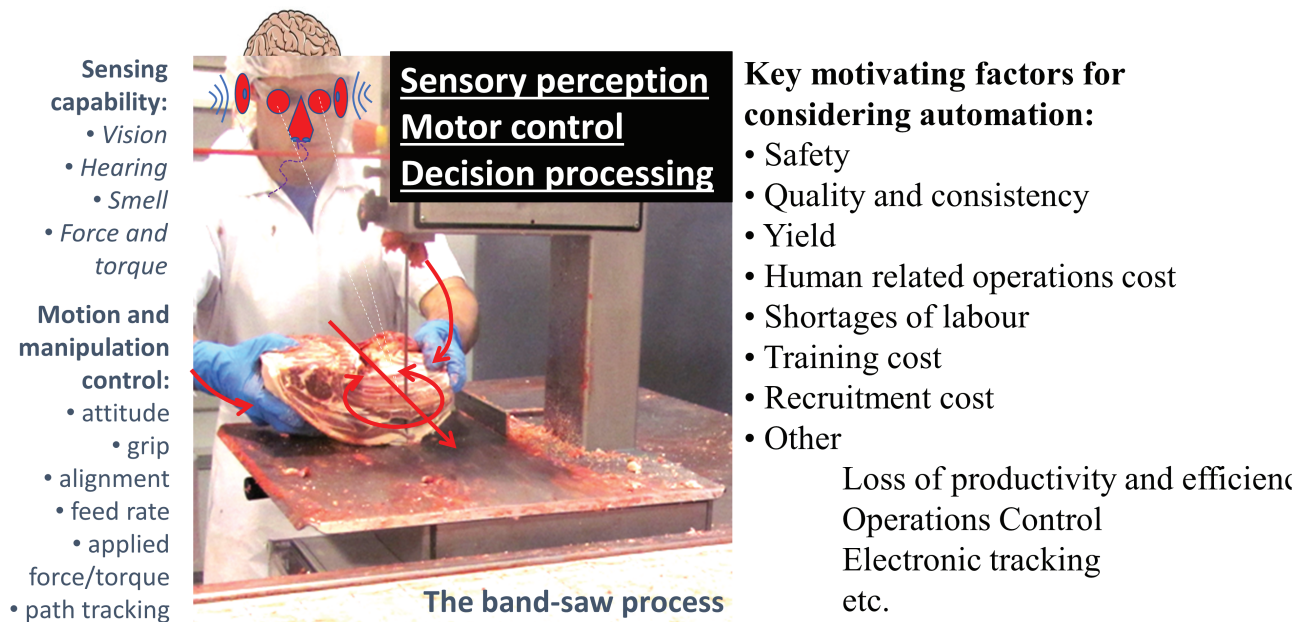 Sensing
capability:
• Vision
• Hearing
• Smell
• Force and
torque
Motion and
manipulation
control:
• attitude
• grip
• alignment
• feed rate
• applied
force/torque
• path tracking
Sensory perception
Motor control
Decision processing
The band-saw process
Key motivating factors for
considering automation:
• Safety
• Quality and consistency
• Yield
• Human related operations cost
• Shortages of labour
• Training cost
• Recruitment cost
• Other
Loss of productivity and efficienc
Operations Control
Electronic tracking
etc.